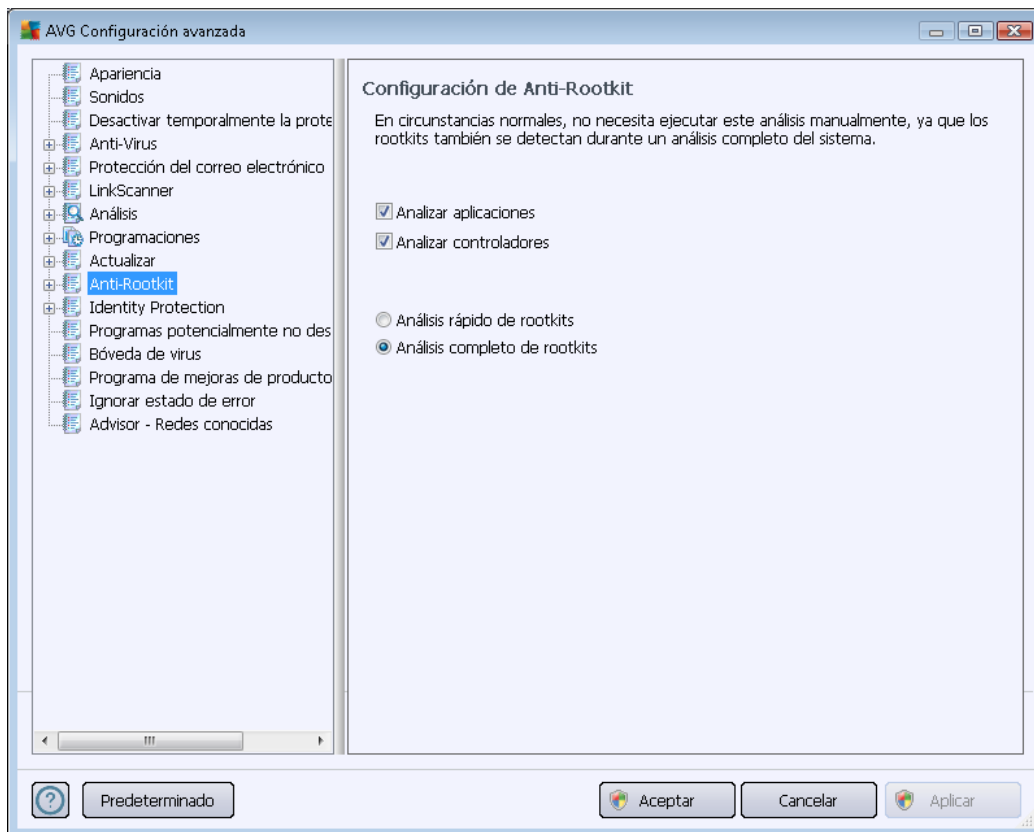 AVG Configuración avanzada
Apariencia
Sonidos
Desactivar temporalmente la prote
Anti-Virus
Protección del correo electrónico
LinkScanner
Análisis
Programaciones
Actualizar
Anti-Rootkit
Identity Protection
Programas potencialmente no des
Bóveda de virus
Programa de mejoras de producto
Ignorar estado de error
Advisor - Redes conocidas
Configuración de Anti-Rootkit
En circunstancias normales, no necesita ejecutar este análisis manualmente, ya que los
rootkits también se detectan durante un análisis completo del sistema.
Analizar aplicaciones
Analizar controladores
Análisis rápido de rootkits
Análisis completo de rootkits
Predeterminado
Aceptar
Cancelar
Aplicar